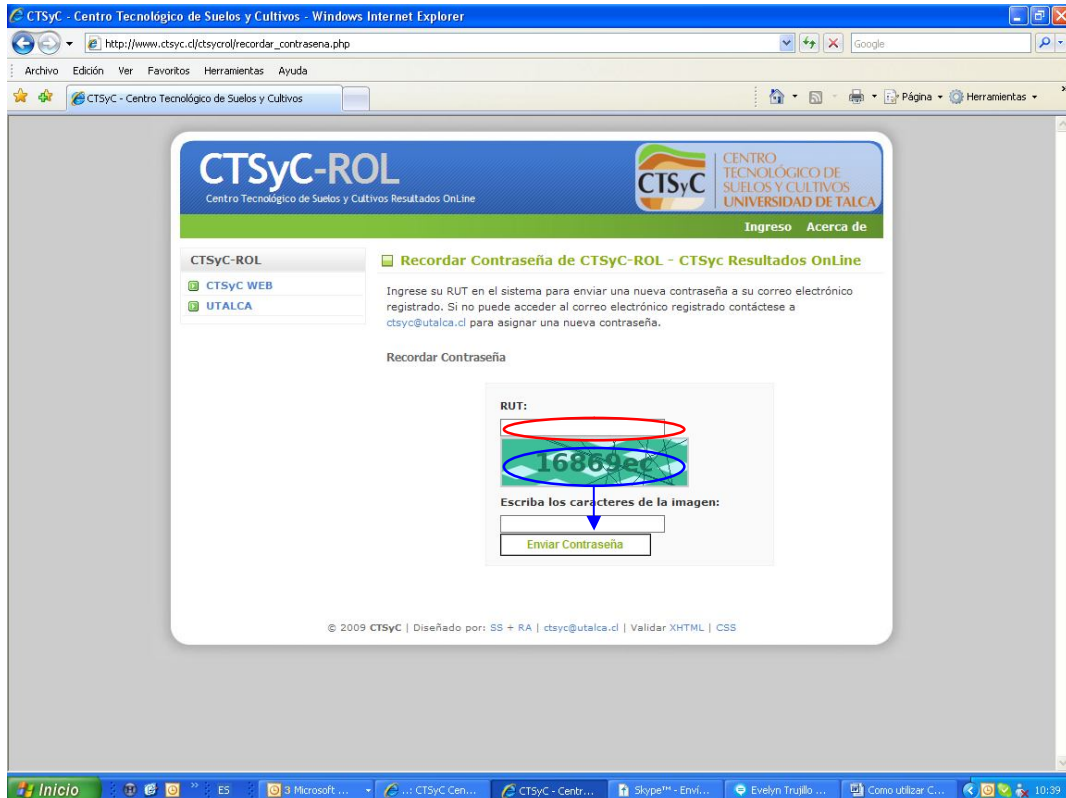 CTSyC - Centro Tecnológico de Suelos y Cultivos - Windows Internet Explorer
http://www.ctsyc.cl/ctsycrol/recordar_contrasena.php
Google
Archivo Edición Ver Favoritos Herramientas Ayuda
CTSyC - Centro Tecnológico de Suelos y Cultivos
Página
Herramientas
CTSyC-ROL
Centro Tecnológico de Suelos y Cultivos Resultados OnLine
CTSyC
CENTRO
TECNOLÓGICO DE
SUELOS Y CULTIVOS
UNIVERSIDAD DE TALCA
Ingreso Acerca de
CTSyC-ROL
CTSyC WEB
UTALCA
Recordar Contraseña de CTSyC-ROL - CTSyc Resultados OnLine
Ingrese su RUT en el sistema para enviar una nueva contraseña a su correo electrónico
registrado. Si no puede acceder al correo electrónico registrado contáctese a
ctsyc@utalca.cl para asignar una nueva contraseña.
Recordar Contraseña
RUT:
16869ec
Escriba los caracteres de la imagen:
Enviar Contraseña
© 2009 CTSyC | Diseñado por: SS + RA | ctsyc@utalca.cl | Validar XHTML | CSS
Inicio
ES
3 Microsoft ...
..: CTSyC Cen...
CTSyC - Centr...
Skype™ - Enví...
Evelyn Trujillo ...
Como utilizar C...
10:39